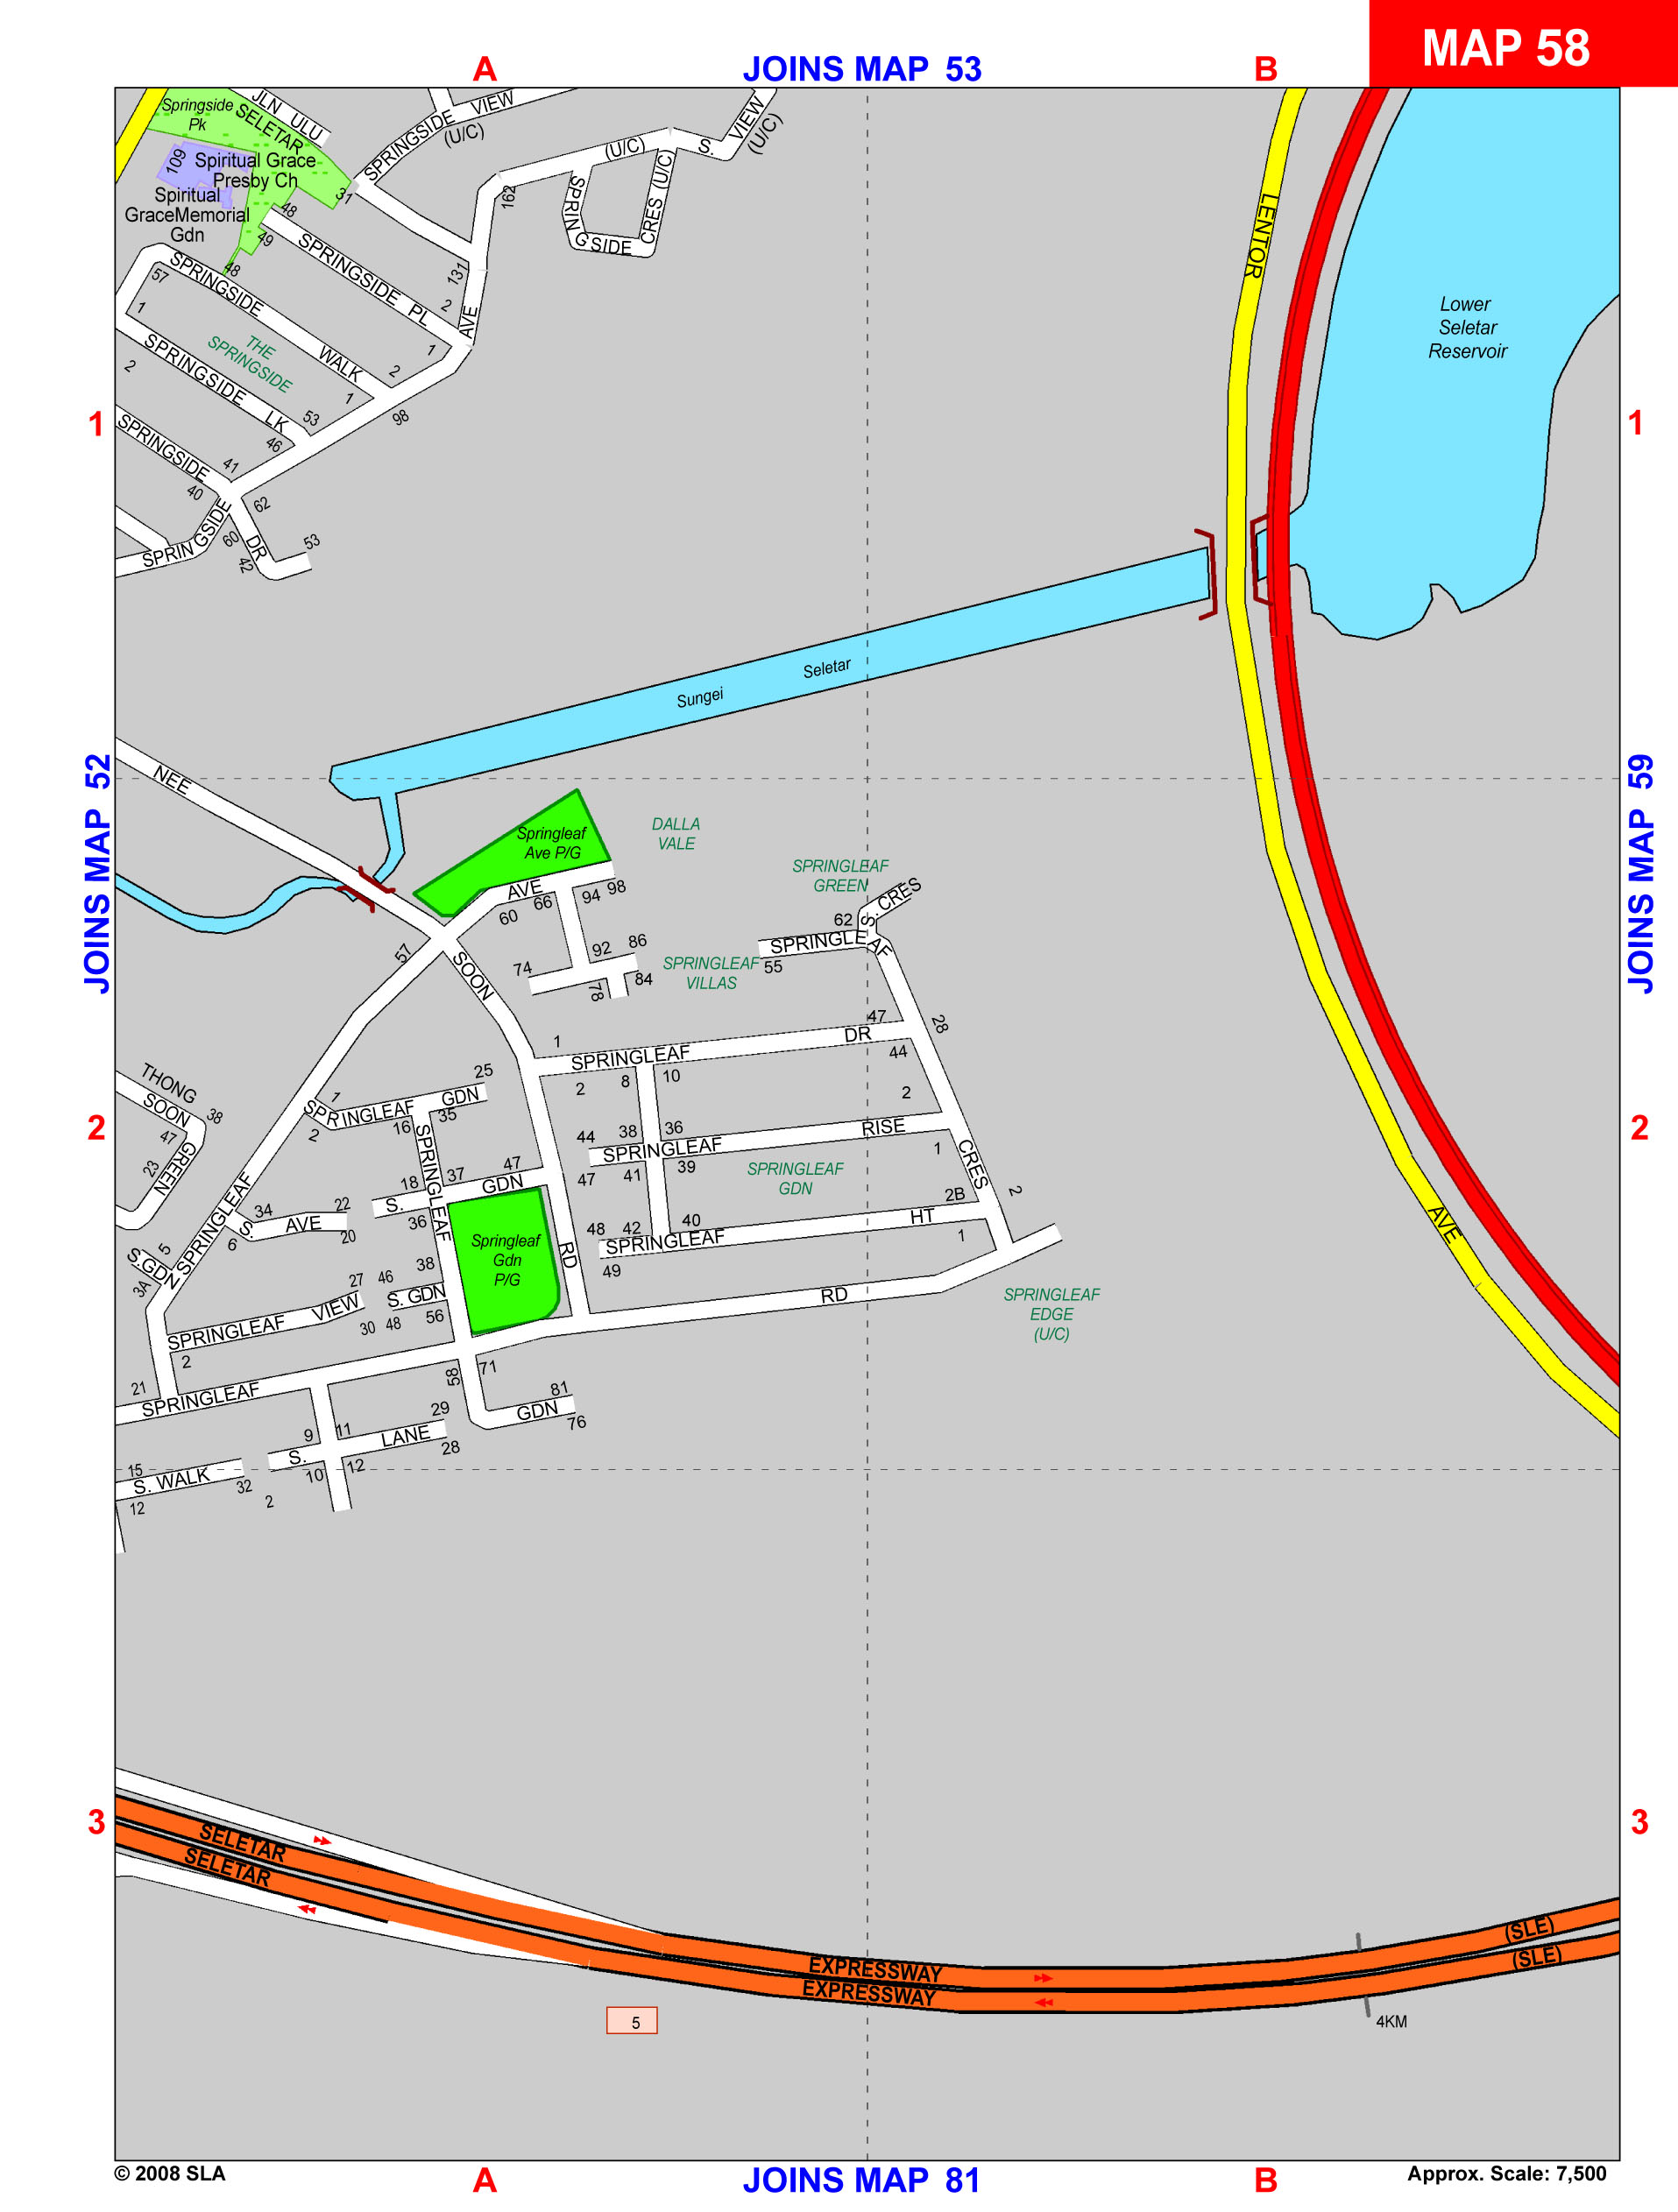 MAP 58
A
JOINS MAP 53
B
JLN ULU
SELETAR
Springside
Pk
109
Spiritual Grace
Presby Ch
Spiritual
GraceMemorial
Gdn
31
SPRINGSIDE VIEW
(U/C)
(U/C)
S. VIEW
(U/C)
162
SPRINGSIDE CRES (U/C)
48
49
48
SPRINGSIDE PL
131
2
AVE
1
57
SPRINGSIDE WALK
2
1
98
1
THE
SPRINGSIDE
2
SPRINGSIDE LK
53
46
SPRINGSIDE
41
40
62
SPRINGSIDE
60
DR
42
53
LENTOR
Lower
Seletar
Reservoir
1
1
Sungei Seletar
JOINS MAP 52
JOINS MAP 59
NEE
SOON
RD
Springleaf
Ave P/G
DALLA
VALE
AVE
60
66
94
98
57
74
92
86
84
78
SPRINGLEAF
GREEN
S. CRES
62
SPRINGLEAF
55
SPRINGLEAF
VILLAS
1
SPRINGLEAF DR
47
28
44
2
8
10
2
THONG
SOON
GREEN
38
47
23
1
SPRINGLEAF GDN
25
2
16
35
SPRINGLEAF
44
38
36
SPRINGLEAF RISE
47
41
39
1
CRES
SPRINGLEAF
GDN
2
2
2
18
37
47
S. GDN
36
34
22
S. AVE
6
20
SPRINGLEAF
S. GDN
5
3A
Springleaf
Gdn
P/G
2B
48
42
40
SPRINGLEAF HT
49
1
38
27
46
S. GDN
30
48
56
SPRINGLEAF VIEW
2
RD
SPRINGLEAF
EDGE
(U/C)
AVE
21
SPRINGLEAF
58
71
81
GDN
76
9
11
29
S. LANE
28
10
12
2
15
S. WALK
32
12
3
3
SELETAR
SELETAR
EXPRESSWAY
EXPRESSWAY
(SLE)
(SLE)
5
4KM
© 2008 SLA
A
JOINS MAP 81
B
Approx. Scale: 7,500